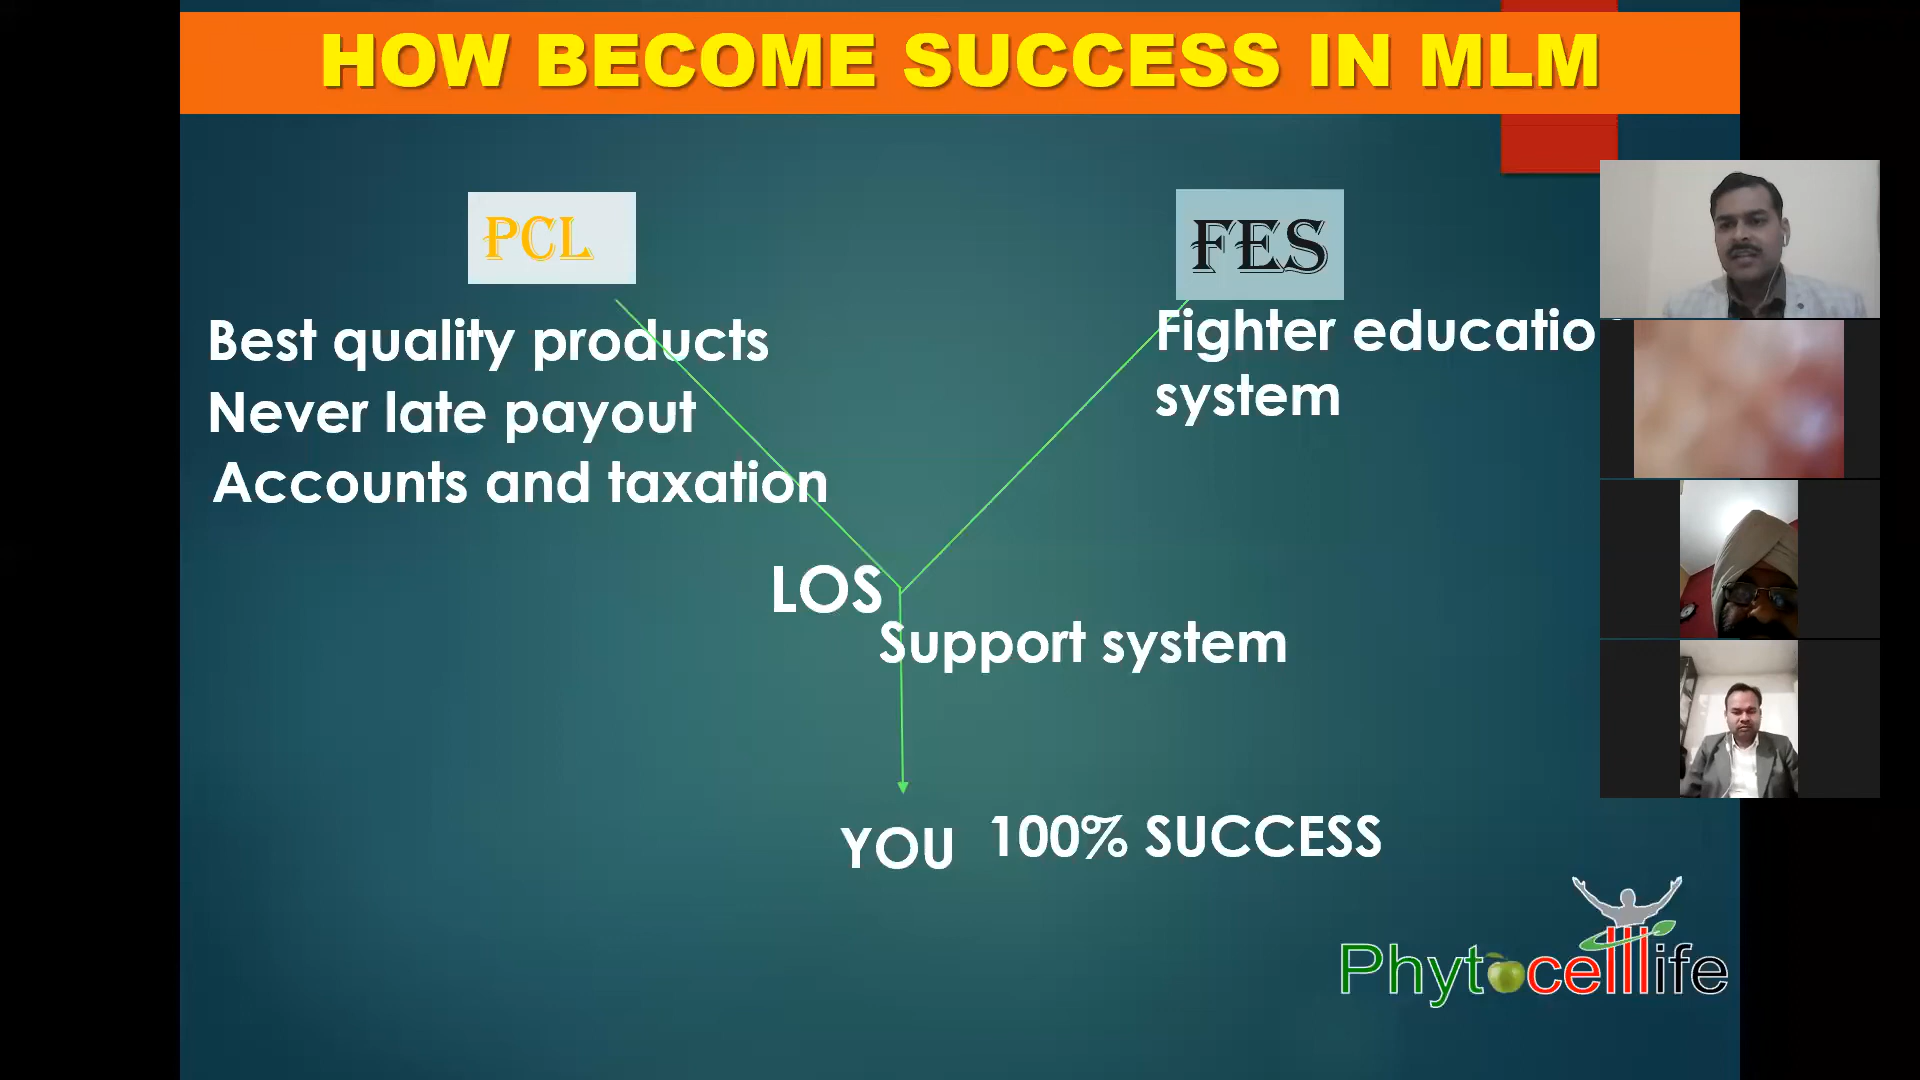 HOW BECOME SUCCESS IN MLM
PCL
FES
Best quality products
Never late payout
Accounts and taxation
Fighter educatio
system
LOS
Support system
YOU 100% SUCCESS
Phytocelllife